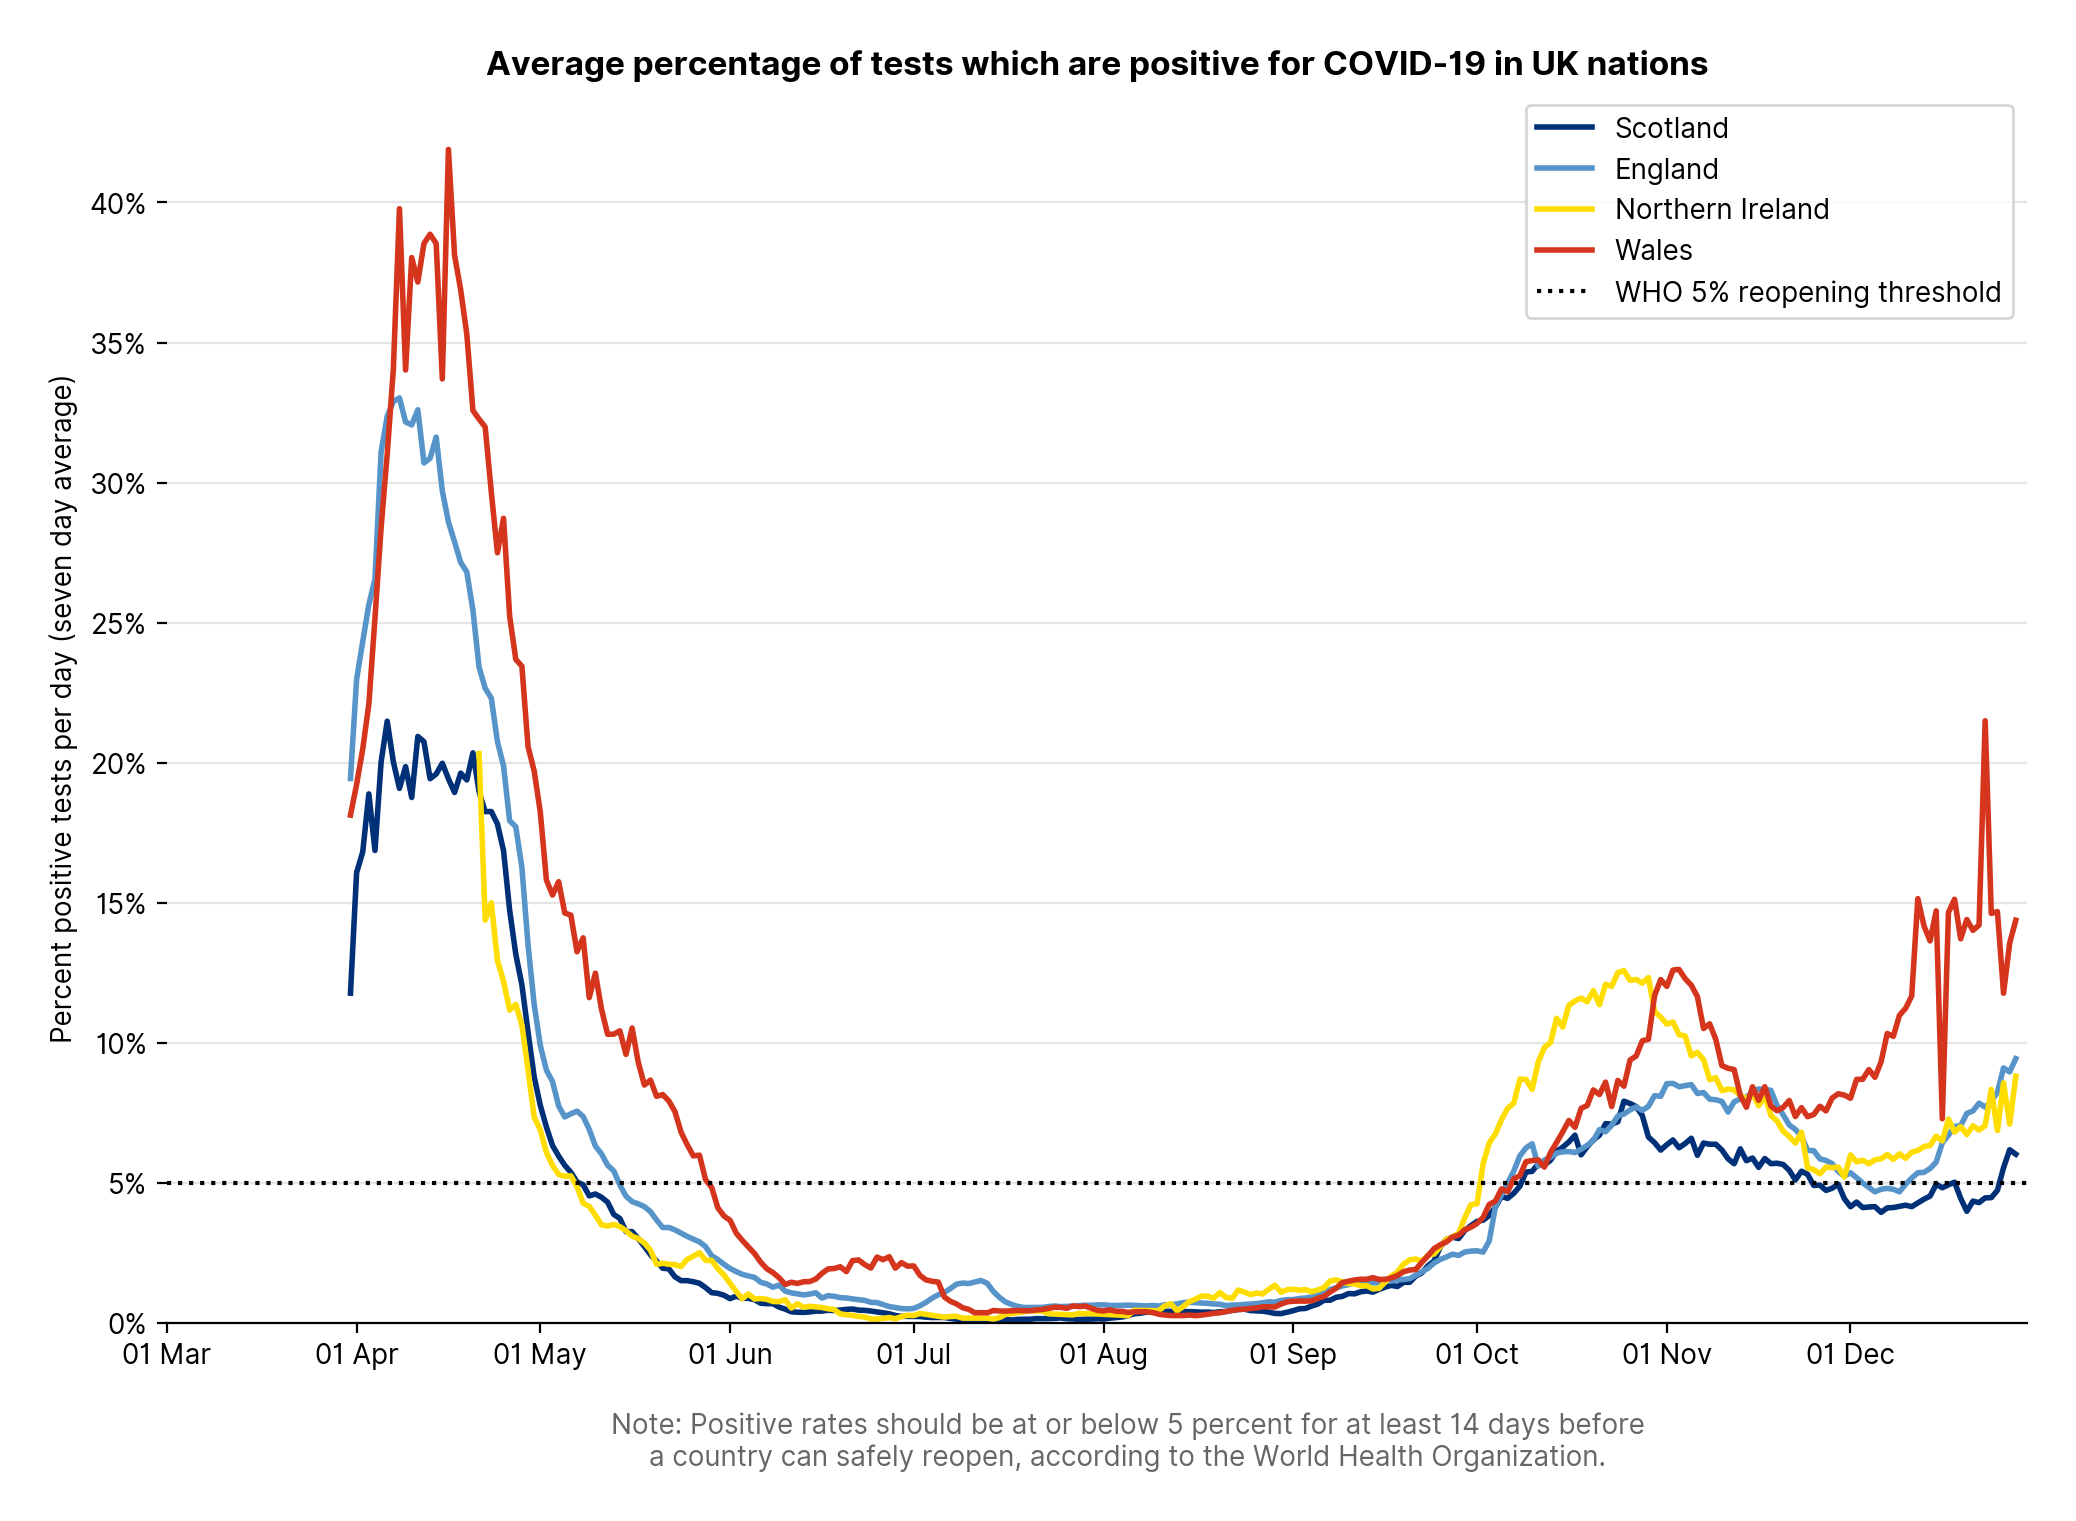 Average percentage of tests which are positive for COVID-19 in UK nations
Scotland
England
Northern Ireland
Wales
WHO 5% reopening threshold
Percent positive tests per day (seven day average)
40%
35%
30%
25%
20%
15%
10%
5%
0%
01 Mar
01 Apr
01 May
01 Jun
01 Jul
01 Aug
01 Sep
01 Oct
01 Nov
01 Dec
Note: Positive rates should be at or below 5 percent for at least 14 days before
a country can safely reopen, according to the World Health Organization.